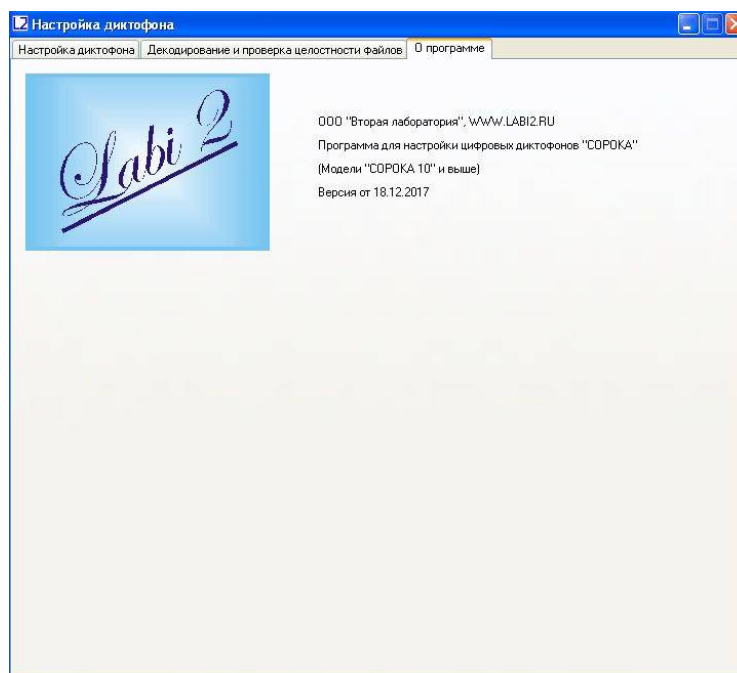 Настройка диктофона
Настройка диктофона Декодирование и проверка целостности файлов О программе
Labi 2
ООО "Вторая лаборатория", WWW.LABI2.RU
Программа для настройки цифровых диктофонов "СОРОКА"
(Модели "СОРОКА 10" и выше)
Версия от 18.12.2017